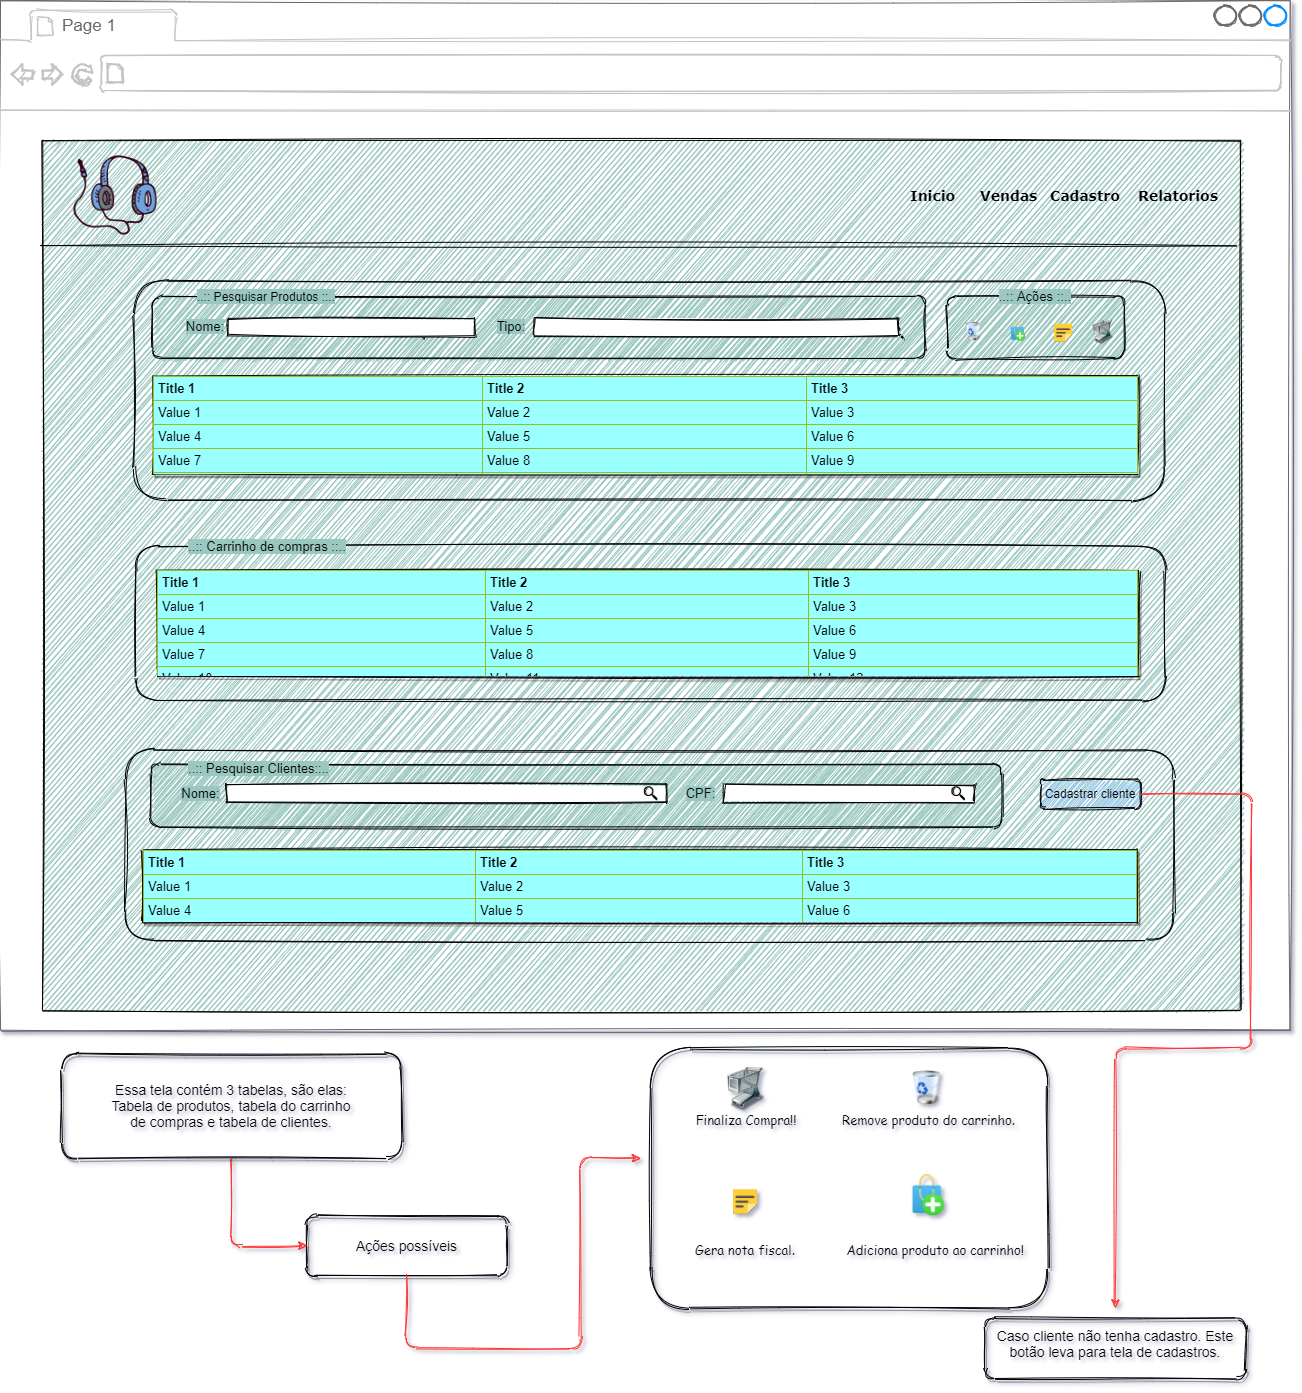 Page 1
Inicio Vendas Cadastro Relatorios
..:: Pesquisar Produtos ::..
..:: Ações ::..
Nome: Tipo:
Title 1 Title 2 Title 3
Value 1 Value 2 Value 3
Value 4 Value 5 Value 6
Value 7 Value 8 Value 9
..:: Carrinho de compras ::..
Title 1 Title 2 Title 3
Value 1 Value 2 Value 3
Value 4 Value 5 Value 6
Value 7 Value 8 Value 9
Value 10 Value 11 Value 12
..:: Pesquisar Clientes::..
Nome: CPF: Cadastrar cliente
Title 1 Title 2 Title 3
Value 1 Value 2 Value 3
Value 4 Value 5 Value 6
Essa tela contém 3 tabelas, são elas:
Tabela de produtos, tabela do carrinho
de compras e tabela de clientes.
Ações possíveis
Finaliza Compra!! Remove produto do carrinho.
Gera nota fiscal. Adiciona produto ao carrinho!
Caso cliente não tenha cadastro. Este
botão leva para tela de cadastros.